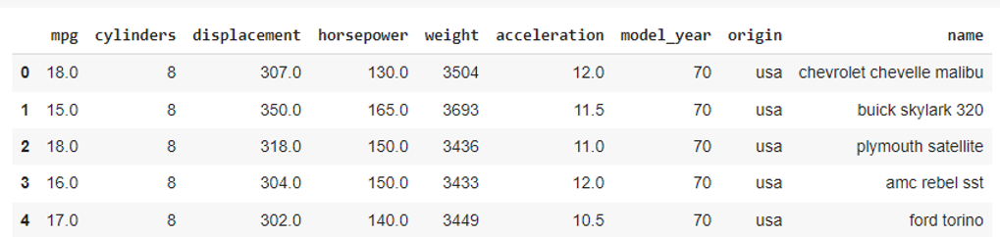 mpg cylinders displacement horsepower weight acceleration model_year origin name
0 18.0 8 307.0 130.0 3504 12.0 70 usa chevrolet chevelle malibu
1 15.0 8 350.0 165.0 3693 11.5 70 usa buick skylark 320
2 18.0 8 318.0 150.0 3436 11.0 70 usa plymouth satellite
3 16.0 8 304.0 150.0 3433 12.0 70 usa amc rebel sst
4 17.0 8 302.0 140.0 3449 10.5 70 usa ford torino